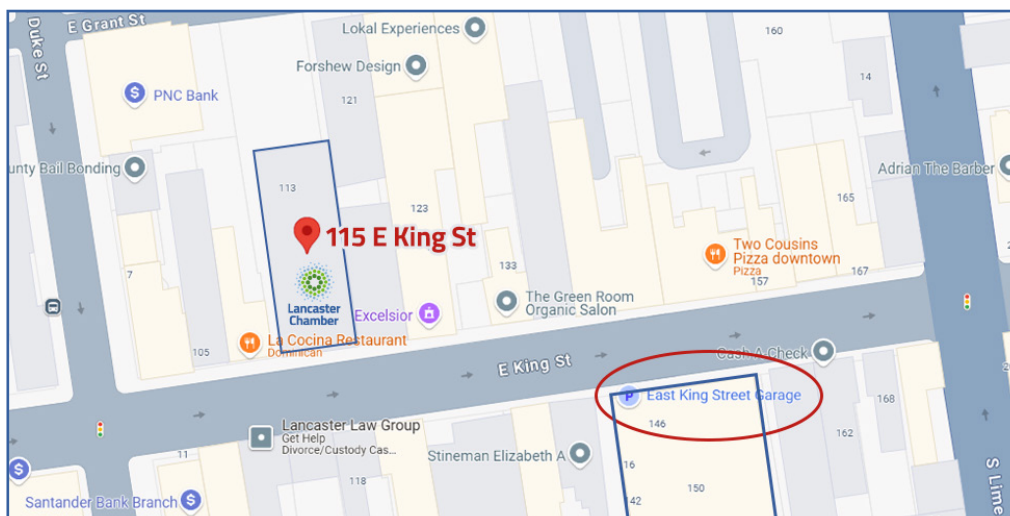 E Grant St
Duke St
Lokal Experiences
160
Forshew Design
14
PNC Bank
121
unty Bail Bonding
Adrian The Barber
113
165
123
115 E King St
Two Cousins
Pizza downtown
Pizza
133
167
7
157
The Green Room
Organic Salon
Lancaster
Chamber
Excelsior
La Cocina Restaurant
Dominican
105
E King St
Cash A Check
P
East King Street Garage
168
Lancaster Law Group
Get Help
Divorce/Custody Cas...
146
162
11
Stineman Elizabeth A
16
118
150
S Lime
Santander Bank Branch
142